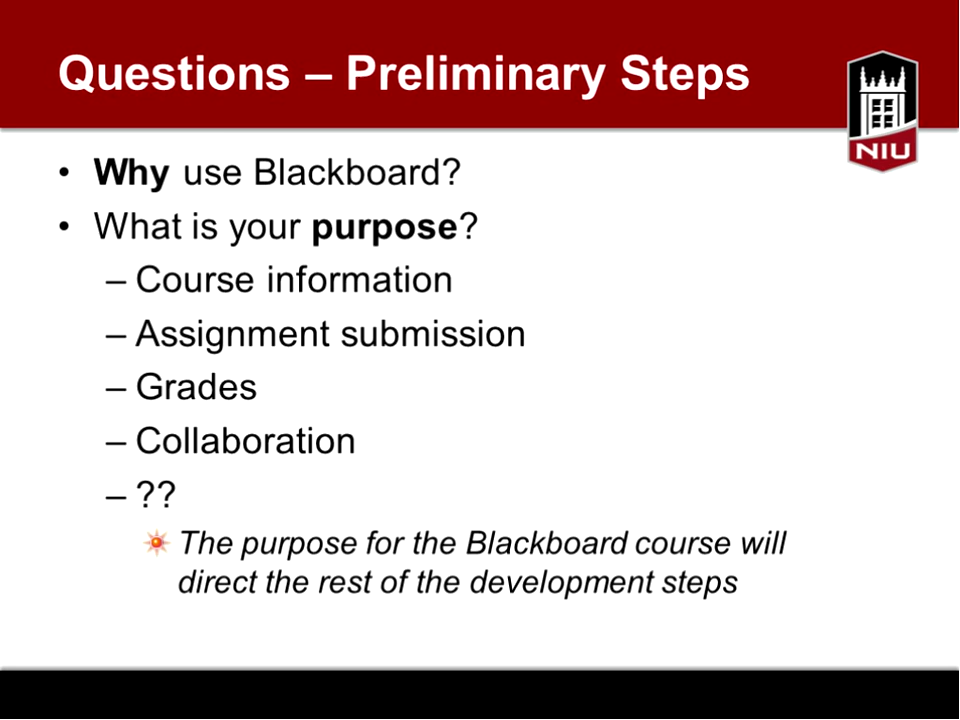 Questions – Preliminary Steps
NIU
• Why use Blackboard?
• What is your purpose?
– Course information
– Assignment submission
– Grades
– Collaboration
– ??
The purpose for the Blackboard course will
direct the rest of the development steps